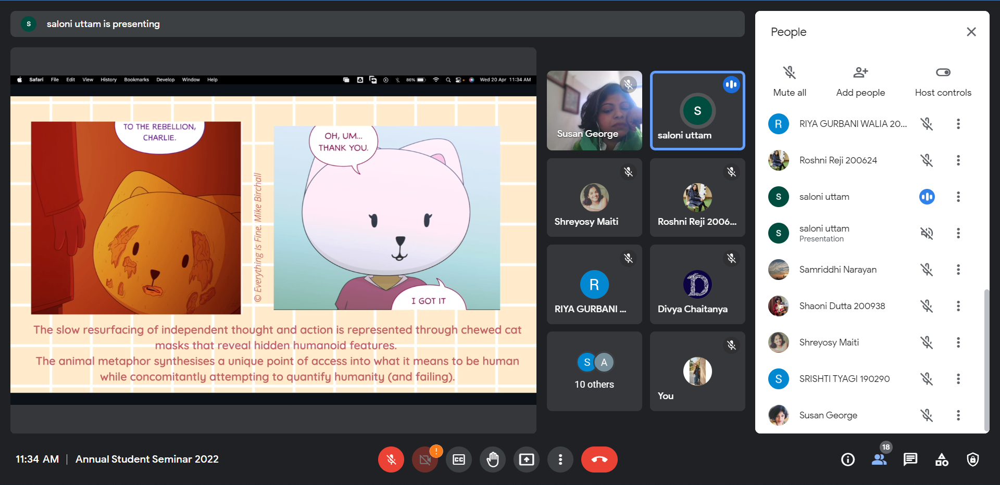 S saloni uttam is presenting
Safari File Edit View History Bookmarks Develop Window Help 86% Wed 20 Apr 11:34 AM
TO THE REBELLION,
CHARLIE.
© Everything Is Fine. Mike Birchall
OH, UM...
THANK YOU.
I GOT IT
The slow resurfacing of independent thought and action is represented through chewed cat
masks that reveal hidden humanoid features.
The animal metaphor synthesises a unique point of access into what it means to be human
while concomitantly attempting to quantify humanity (and failing).
Susan George
S
saloni uttam
Shreyosy Maiti
Roshni Reji 2006...
R
RIYA GURBANI ...
D
Divya Chaitanya
S A
10 others
You
People
Mute all Add people Host controls
R RIYA GURBANI WALIA 20...
Roshni Reji 200624
S saloni uttam
S saloni uttam
Presentation
Samriddhi Narayan
Shaoni Dutta 200938
Shreyosy Maiti
S SRISHTI TYAGI 190290
Susan George
11:34 AM | Annual Student Seminar 2022
!
CC
18